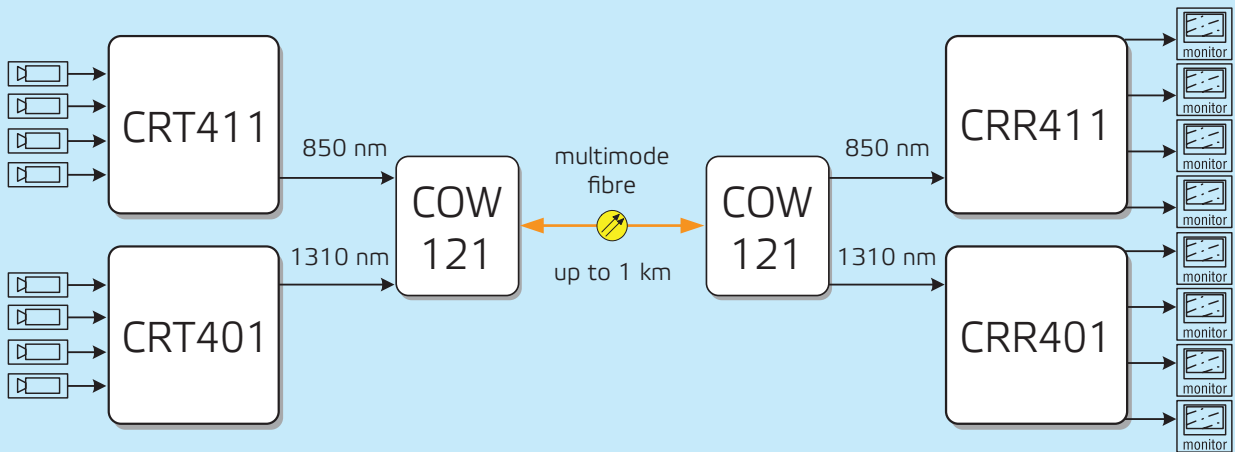 CRT411
850 nm
COW
121
multimode
fibre
up to 1 km
CRT401
1310 nm
COW
121
850 nm
CRR411
1310 nm
CRR401
monitor
monitor
monitor
monitor
monitor
monitor
monitor
monitor